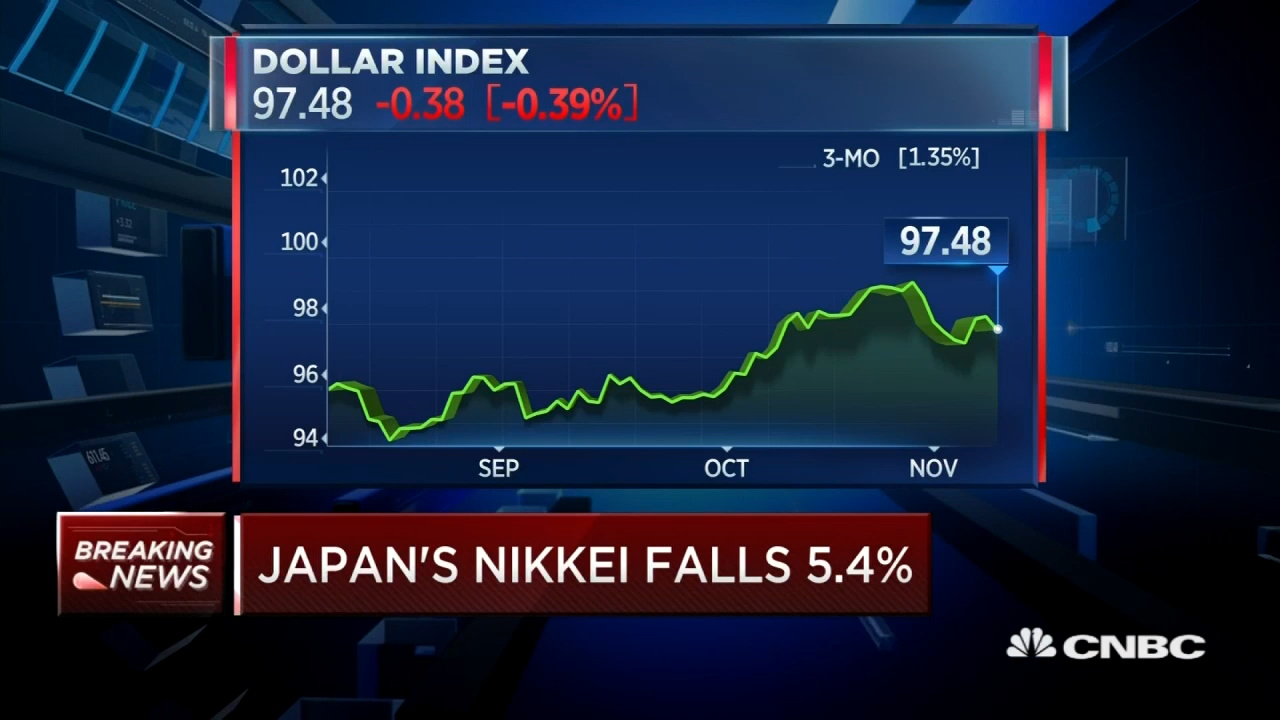 DOLLAR INDEX
97.48 -0.38 [-0.39%]
3-MO [1.35%]
102
100
97.48
98
96
94
SEP OCT NOV
BREAKING
NEWS
JAPAN'S NIKKEI FALLS 5.4%
CNBC